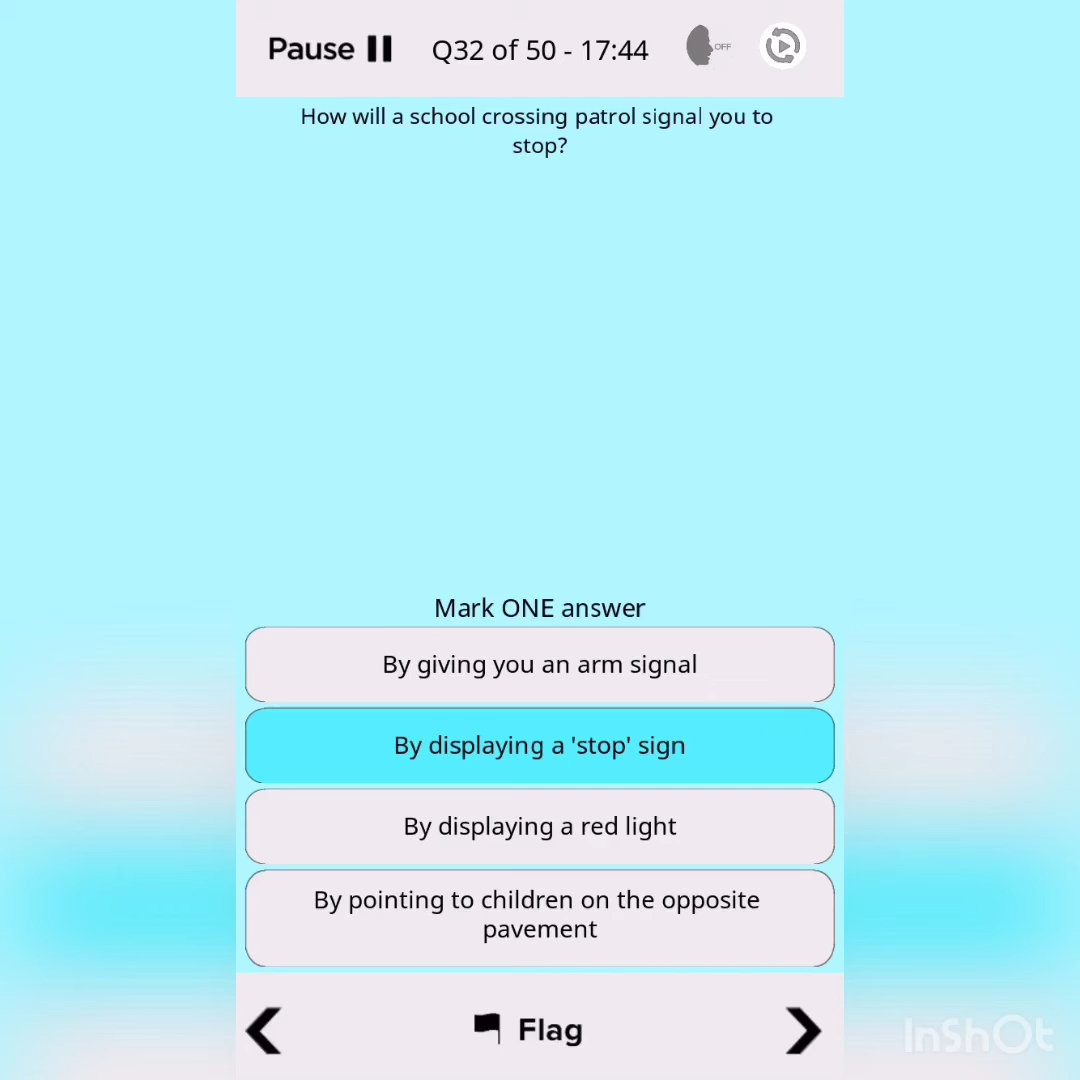 Pause
Q32 of 50 - 17:44
OFF
How will a school crossing patrol signal you to
stop?
Mark ONE answer
By giving you an arm signal
By displaying a 'stop' sign
By displaying a red light
By pointing to children on the opposite
pavement
Flag
InShOt